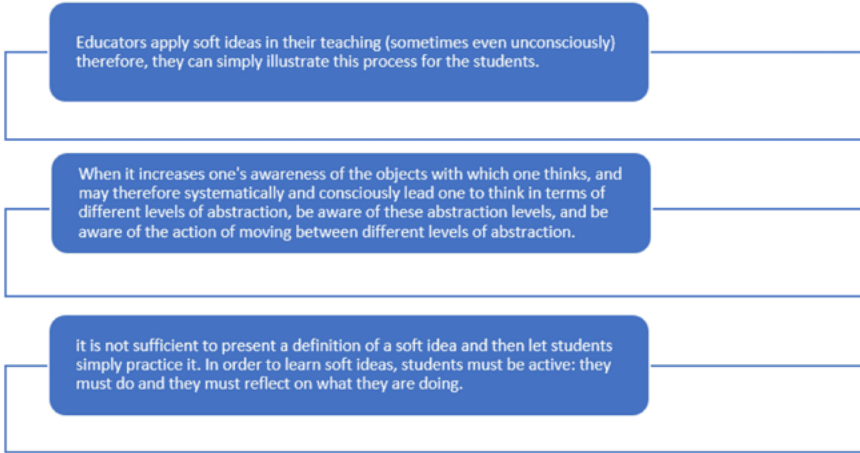 Educators apply soft ideas in their teaching (sometimes even unconsciously)
therefore, they can simply illustrate this process for the students.
When it increases one's awareness of the objects with which one thinks, and
may therefore systematically and consciously lead one to think in terms of
different levels of abstraction, be aware of these abstraction levels, and be
aware of the action of moving between different levels of abstraction.
it is not sufficient to present a definition of a soft idea and then let students
simply practice it. In order to learn soft ideas, students must be active: they
must do and they must reflect on what they are doing.